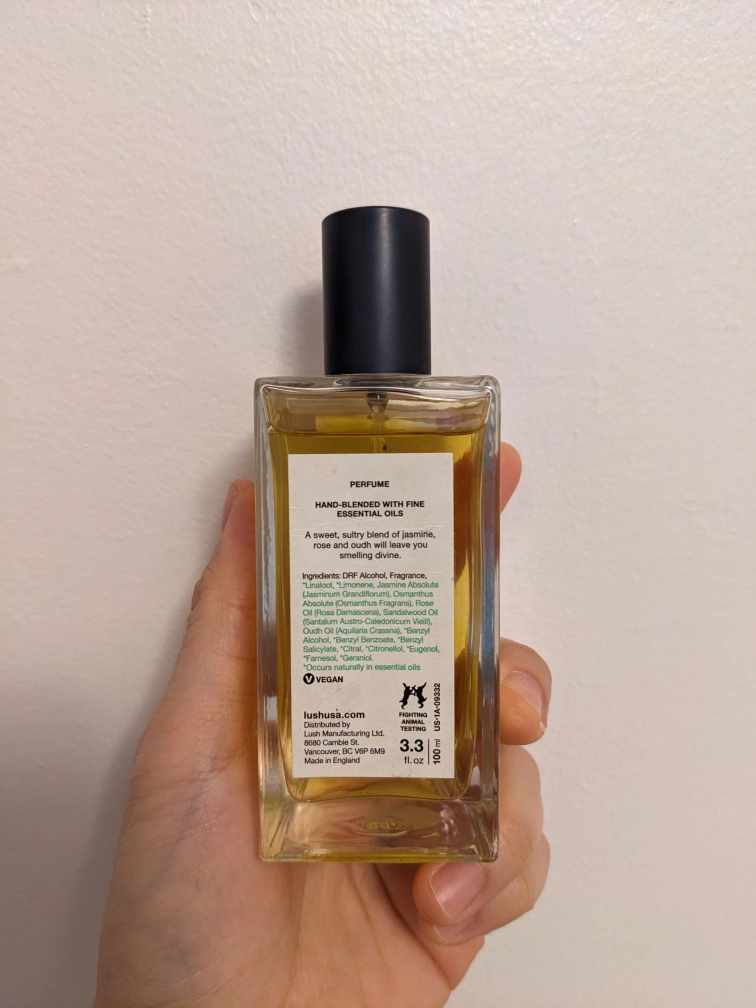 PERFUME
HAND-BLENDED WITH FINE
ESSENTIAL OILS
A sweet, sultry blend of jasmine,
rose and oudh will leave you
smelling divine.
Ingredients: DRF Alcohol, Fragrance,
*Linalool, *Limonene, Jasmine Absolute
(Jasminum Grandiflorum), Osmanthus
Absolute (Osmanthus Fragrans), Rose
Oil (Rosa Damascena), Sandalwood Oil
(Santalum Austro-Caledonicum Vieill),
Oudh Oil (Aquilaria Crassna), *Benzyl
Alcohol, *Benzyl Benzoate, *Benzyl
Salicylate, *Citral, *Citronellol, *Eugenol,
*Farnesol, *Geraniol.
*Occurs naturally in essential oils
V VEGAN
lushusa.com
Distributed by
Lush Manufacturing Ltd.
8680 Cambie St.
Vancouver, BC V6P 6M9
Made in England
FIGHTING
ANIMAL
TESTING
3.3
fl. oz
100 ml
US-1A-09332